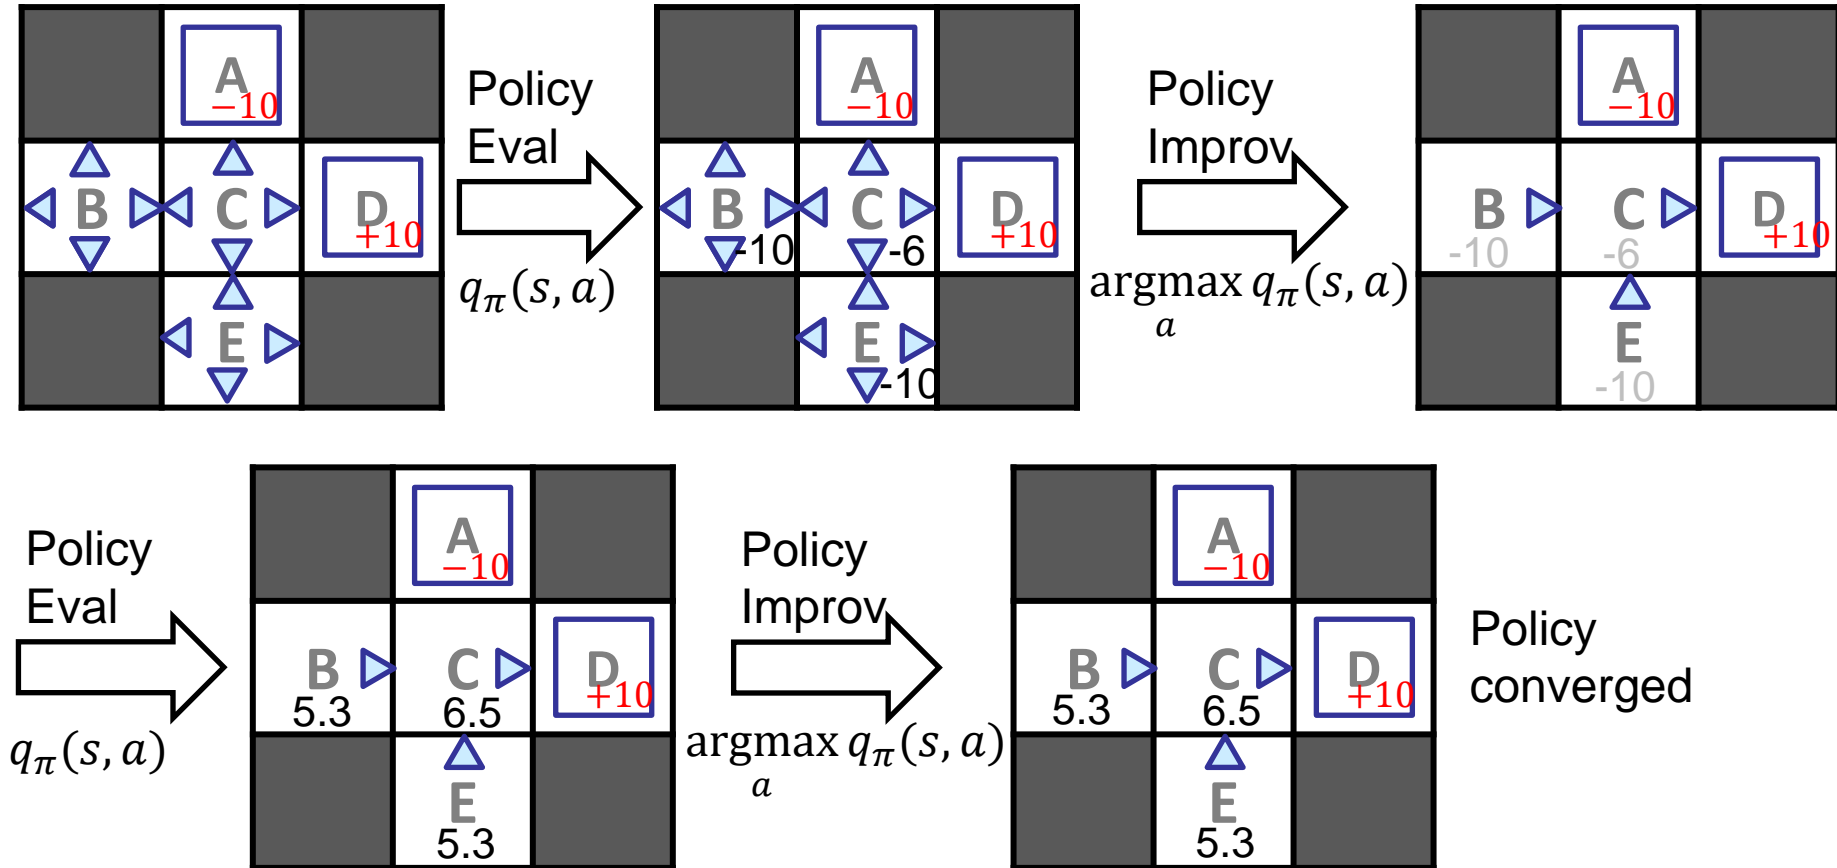 A
−10
B
C
D
+10
E
Policy
Eval
q_π(s, a)
A
−10
B
-10
C
-6
D
+10
E
-10
Policy
Improv
argmax q_π(s, a)
a
A
−10
B
-10
C
-6
D
+10
E
-10
Policy
Eval
q_π(s, a)
A
−10
B
5.3
C
6.5
D
+10
E
5.3
Policy
Improv
argmax q_π(s, a)
a
A
−10
B
5.3
C
6.5
D
+10
E
5.3
Policy
converged